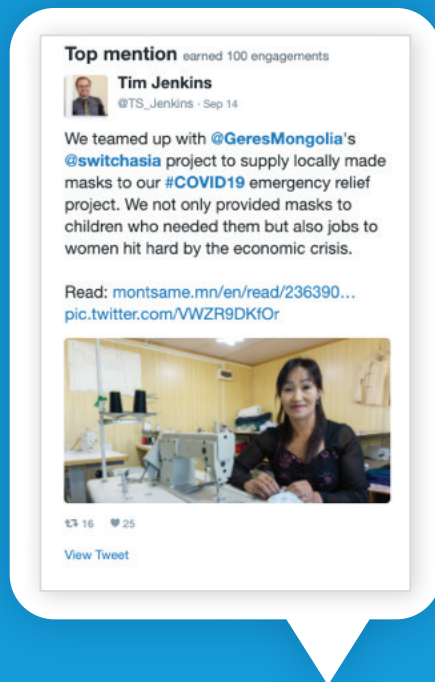 Top mention earned 100 engagements
Tim Jenkins
@TS_Jenkins · Sep 14
We teamed up with @GeresMongolia's
@switchasia project to supply locally made
masks to our #COVID19 emergency relief
project. We not only provided masks to
children who needed them but also jobs to
women hit hard by the economic crisis.
Read: montsame.mn/en/read/236390…
pic.twitter.com/VWZR9DKfOr
16 25
View Tweet